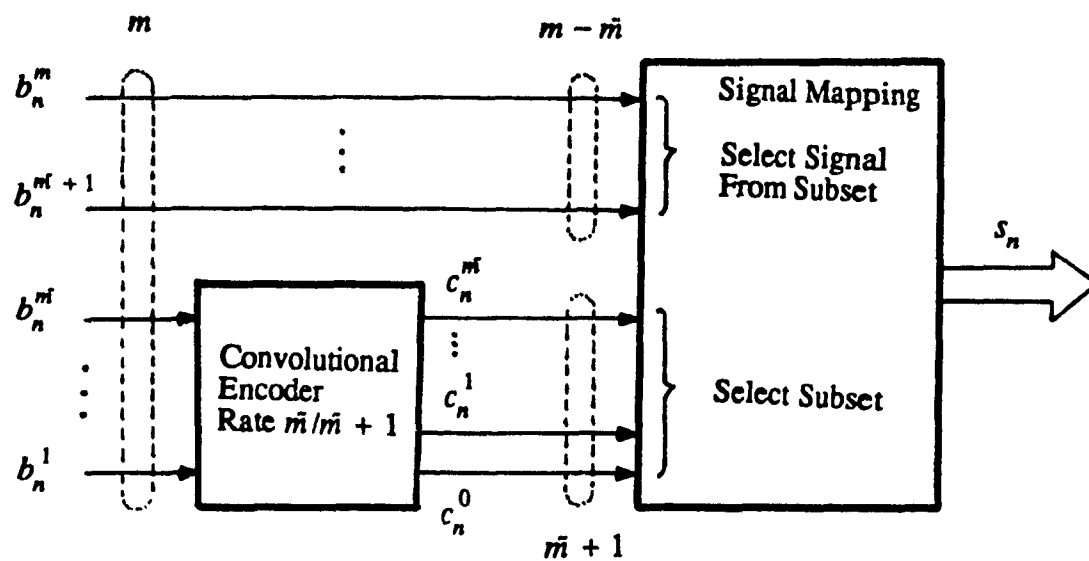 m
m − m̃
b_n^m
Signal Mapping
Select Signal
From Subset
b_n^{m̃ + 1}
s_n
c_n^{m̃}
b_n^{m̃}
Convolutional
Encoder
Rate m̃/m̃ + 1
c_n^1
Select Subset
b_n^1
c_n^0
m̃ + 1